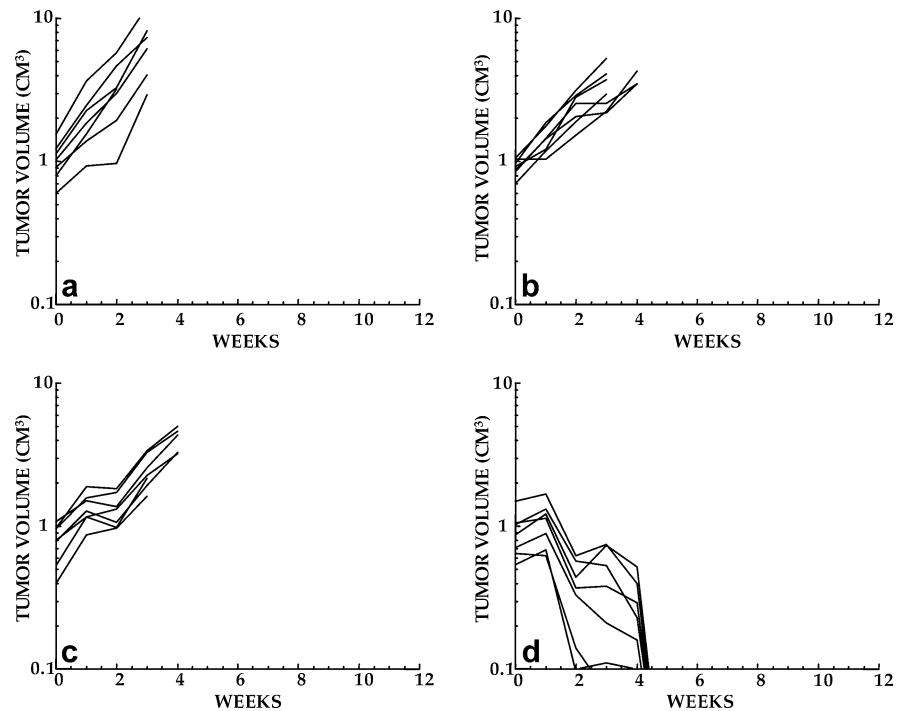 10
1
0.1
TUMOR VOLUME (CM³)
a
0 2 4 6 8 10 12
WEEKS
10
1
0.1
TUMOR VOLUME (CM³)
b
0 2 4 6 8 10 12
WEEKS
10
1
0.1
TUMOR VOLUME (CM³)
c
0 2 4 6 8 10 12
WEEKS
10
1
0.1
TUMOR VOLUME (CM³)
d
0 2 4 6 8 10 12
WEEKS